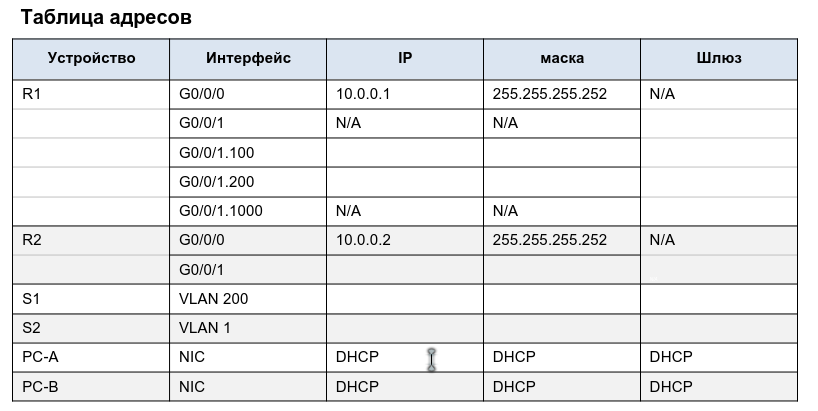 Таблица адресов
Устройство Интерфейс IP маска Шлюз
R1 G0/0/0 10.0.0.1 255.255.255.252 N/A
G0/0/1 N/A N/A
G0/0/1.100
G0/0/1.200
G0/0/1.1000 N/A N/A
R2 G0/0/0 10.0.0.2 255.255.255.252 N/A
G0/0/1
S1 VLAN 200
S2 VLAN 1
PC-A NIC DHCP DHCP DHCP
PC-B NIC DHCP DHCP DHCP